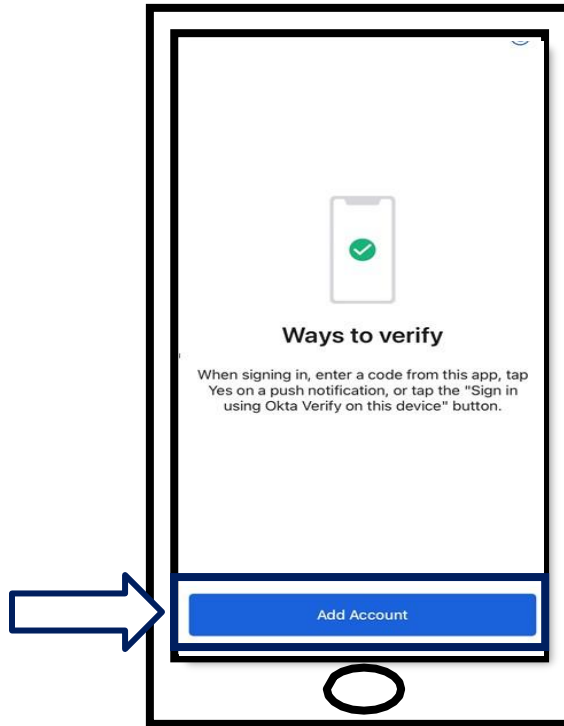 Ways to verify
When signing in, enter a code from this app, tap
Yes on a push notification, or tap the "Sign in
using Okta Verify on this device" button.
Add Account